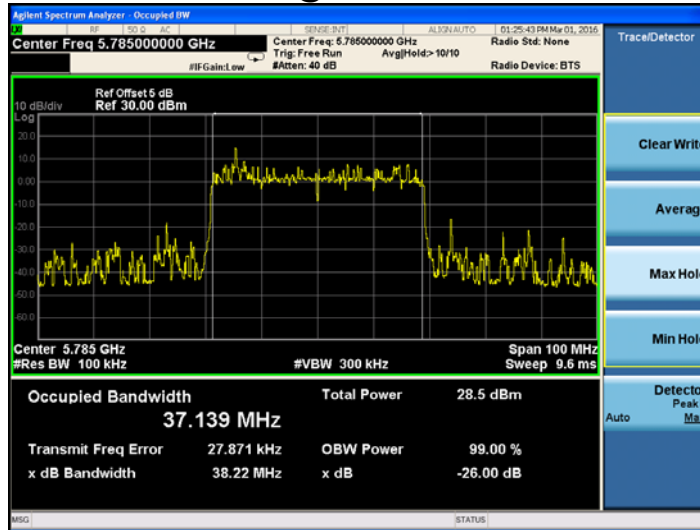 Agilent Spectrum Analyzer - Occupied BW
RF 50 Ω AC SENSE:INT ALIGN AUTO 01:25:43 PM Mar 01, 2016
Center Freq 5.785000000 GHz
Center Freq: 5.785000000 GHz
Radio Std: None
Trig: Free Run Avg|Hold:>10/10
#IFGain:Low #Atten: 40 dB Radio Device: BTS
Trace/Detector
Ref Offset 5 dB
10 dB/div Ref 30.00 dBm
Log
20.0
10.0
0.00
-10.0
-20.0
-30.0
-40.0
-50.0
-60.0
Clear Write
Averag
Max Hol
Min Hol
Detecto
Peak
Auto Ma
Center 5.785 GHz Span 100 MHz
#Res BW 100 kHz #VBW 300 kHz Sweep 9.6 ms
Occupied Bandwidth Total Power 28.5 dBm
37.139 MHz
Transmit Freq Error 27.871 kHz OBW Power 99.00 %
x dB Bandwidth 38.22 MHz x dB -26.00 dB
MSG STATUS